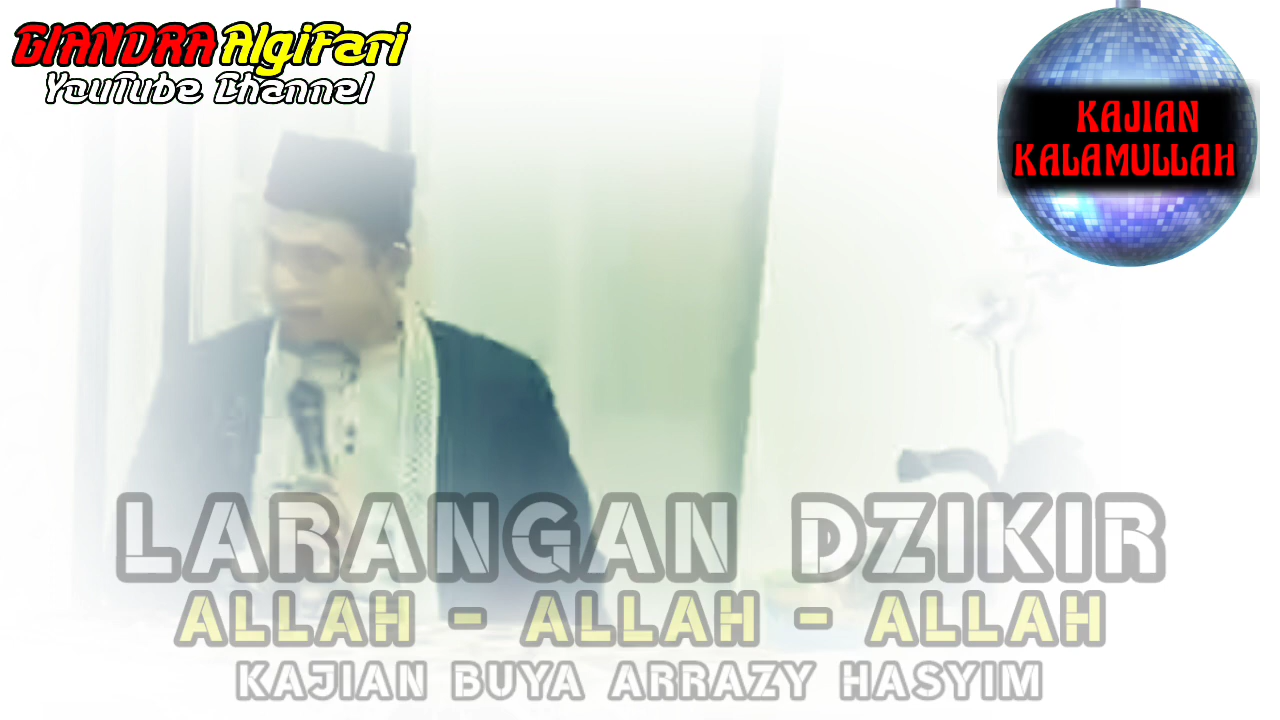 GIANDRA AlgiFari
YouTube Channel
KAJIAN
KALAMULLAH
LARANGAN DZIKIR
ALLAH - ALLAH - ALLAH
KAJIAN BUYA ARRAZY HASYIM